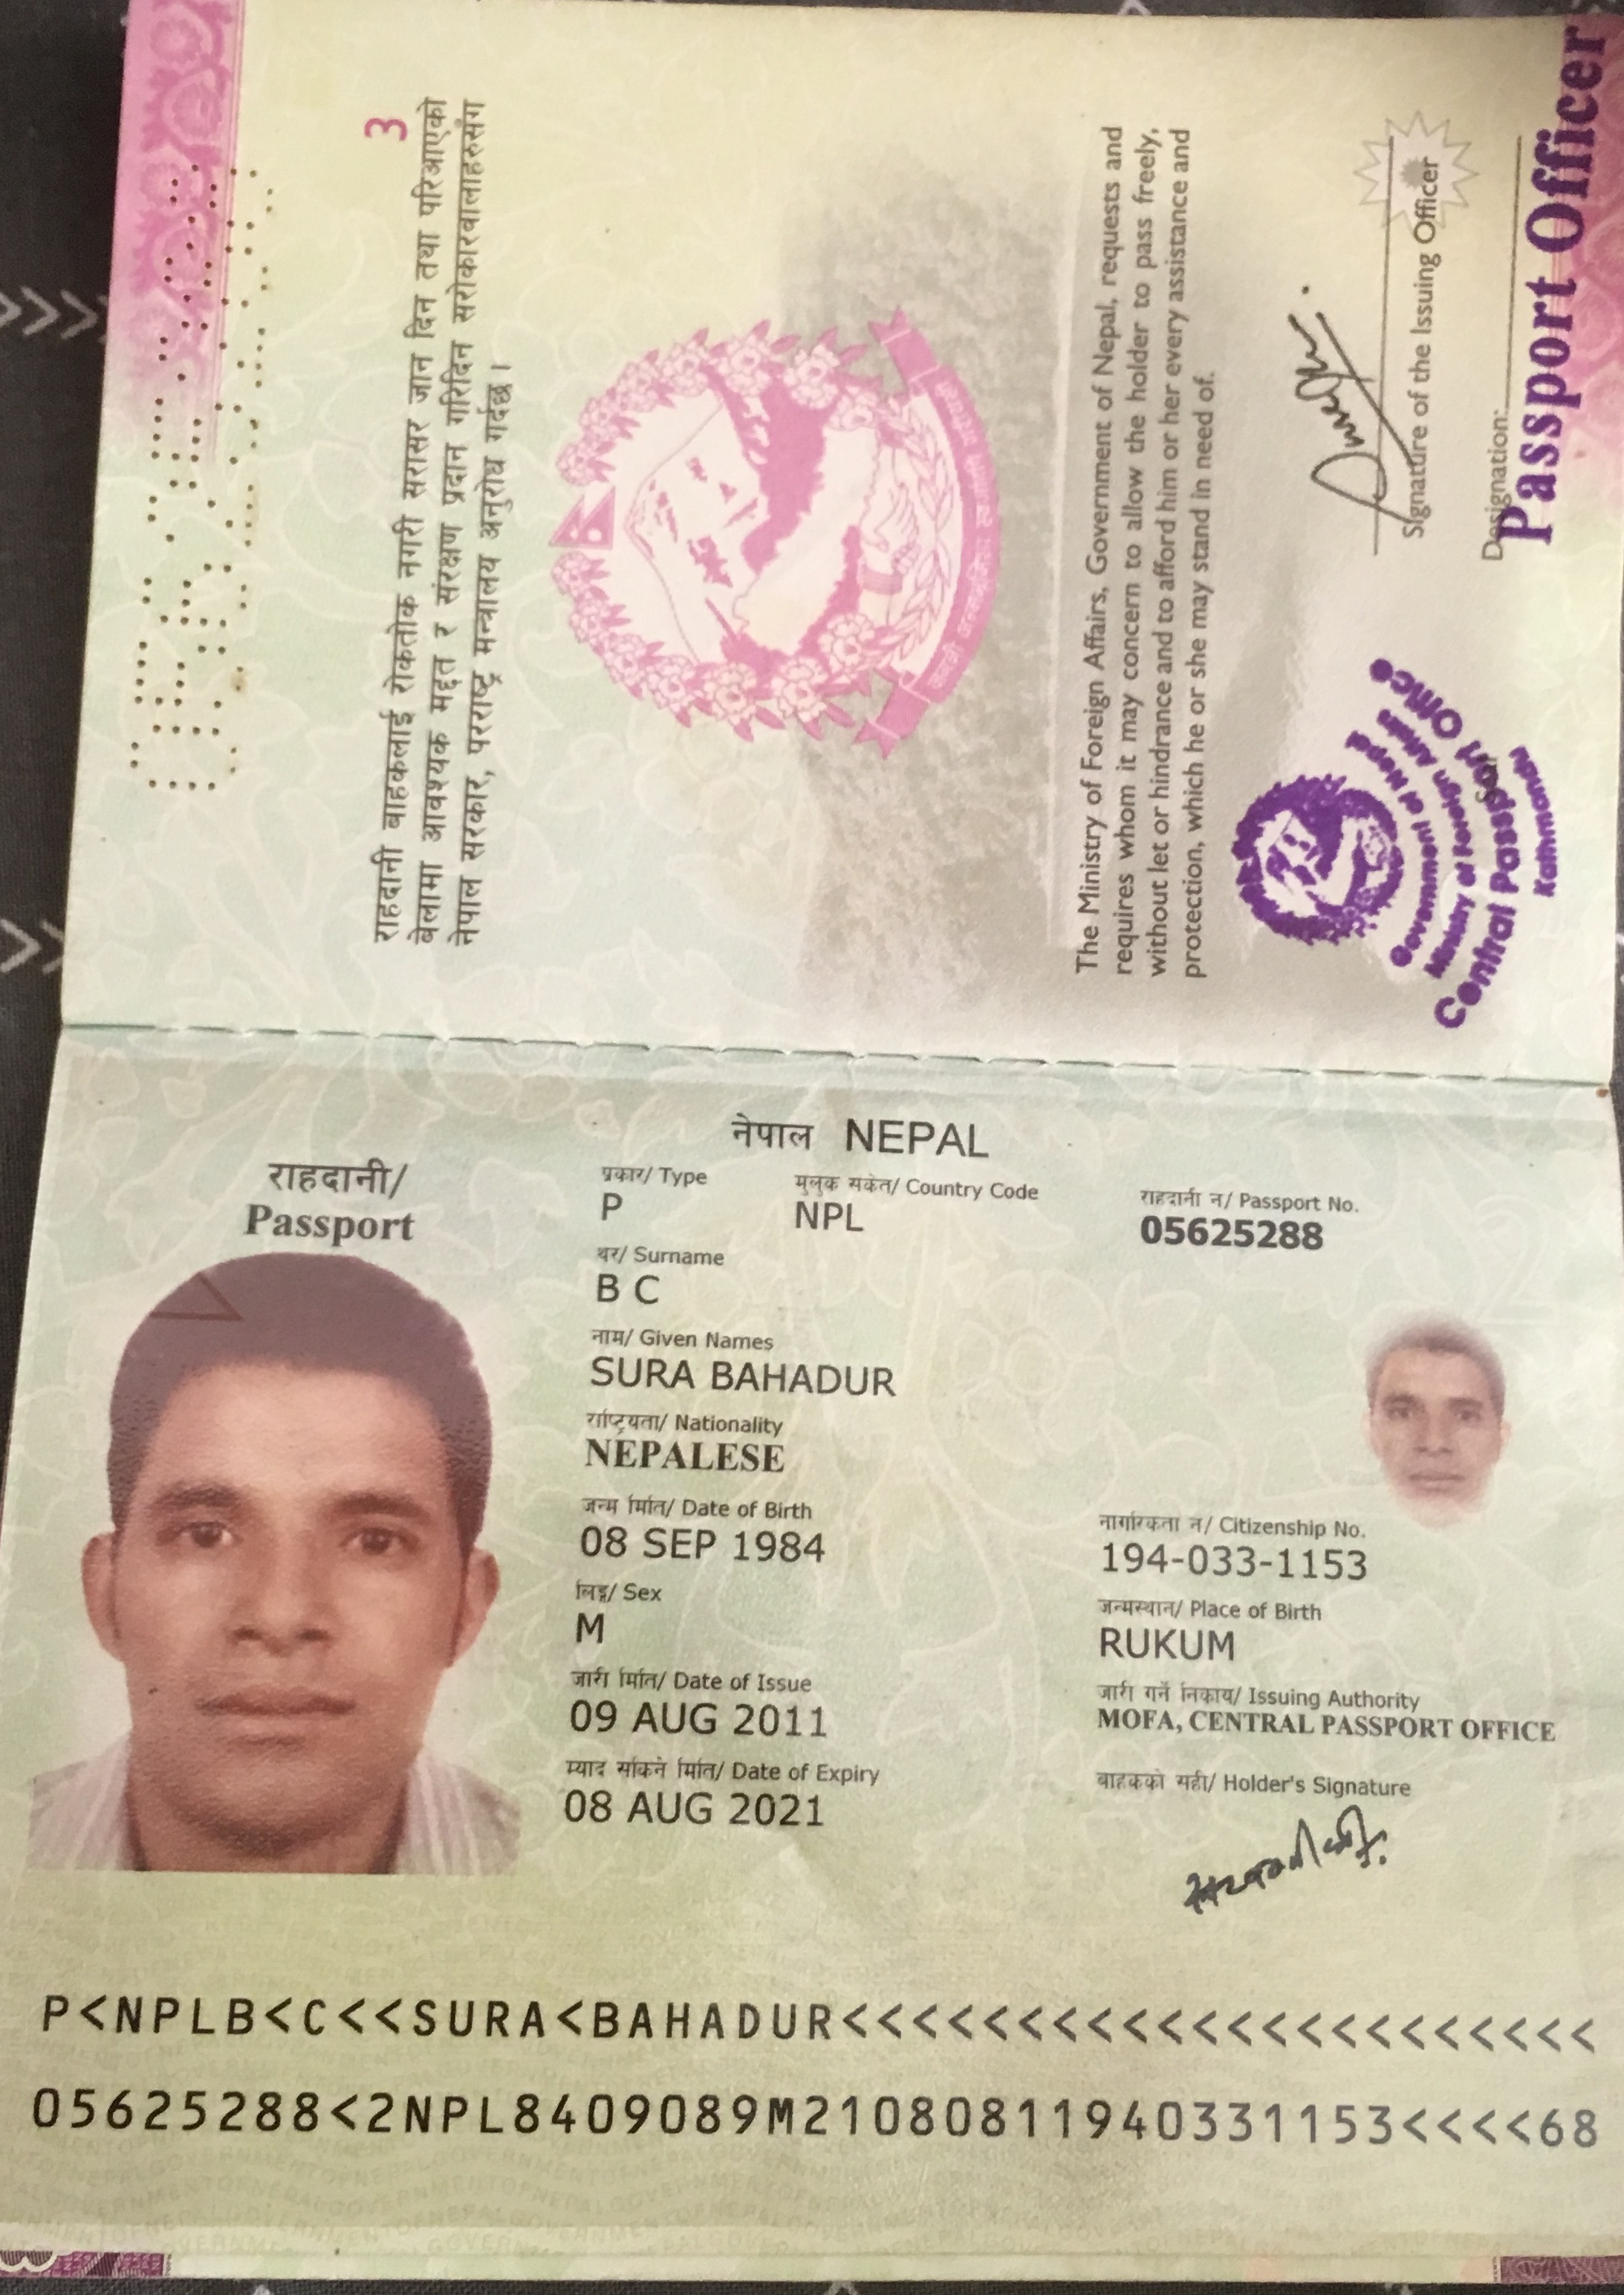 3
राहदानी बाहकलाई रोकतोक नगरी सरासर जान दिन तथा परिआएको
बेलामा आवश्यक मद्दत र संरक्षण प्रदान गरिदिन सरोकारवालाहरुसंग
नेपाल सरकार, परराष्ट्र मन्त्रालय अनुरोध गर्दछ।
The Ministry of Foreign Affairs, Government of Nepal, requests and
requires whom it may concern to allow the holder to pass freely,
without let or hindrance and to afford him or her every assistance and
protection, which he or she may stand in need of.
Signature of the Issuing Officer
Designation:
Passport Officer
Government of Nepal
Ministry of Foreign Affairs
Central Passport Office
Kathmandu
Seal
नेपाल NEPAL
राहदानी/
Passport
प्रकार/ Type
P
मुलुक संकेत/ Country Code
NPL
राहदानी नं/ Passport No.
05625288
थर/ Surname
B C
नाम/ Given Names
SURA BAHADUR
राष्ट्रियता/ Nationality
NEPALESE
जन्म मिति/ Date of Birth
08 SEP 1984
नागरिकता नं/ Citizenship No.
194-033-1153
लिङ्ग/ Sex
M
जन्मस्थान/ Place of Birth
RUKUM
जारी मिति/ Date of Issue
09 AUG 2011
जारी गर्ने निकाय/ Issuing Authority
MOFA, CENTRAL PASSPORT OFFICE
म्याद सकिने मिति/ Date of Expiry
08 AUG 2021
बाहकको सही/ Holder's Signature
P<NPLB<C<<SURA<BAHADUR<<<<<<<<<<<<<<<<<<<<<<
05625288<2NPL8409089M21080811940331153<<<<68